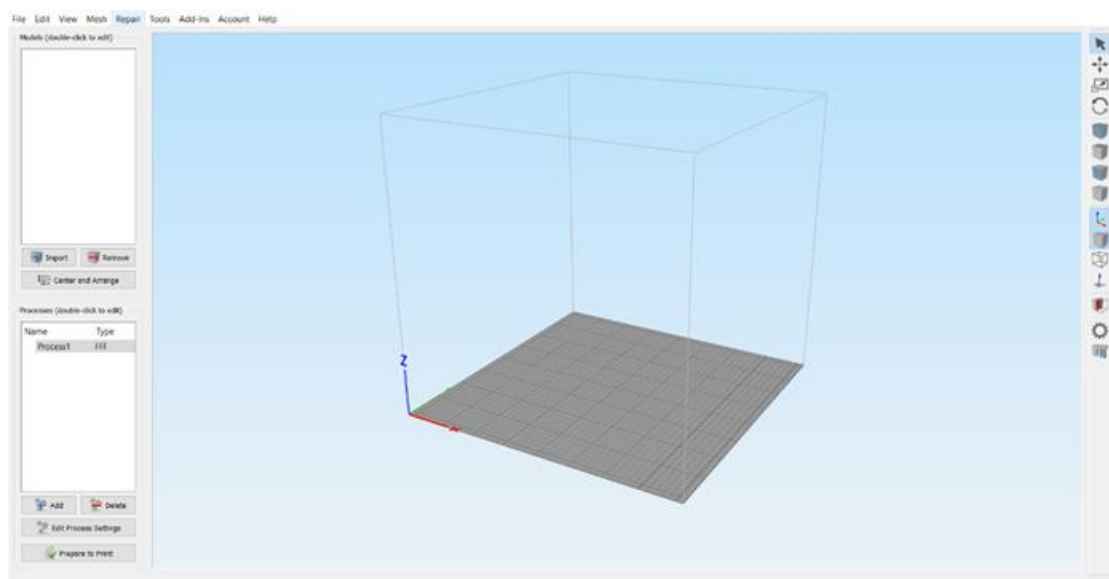 File Edit View Mesh Repair Tools Add-Ins Account Help
Models (double-click to edit)
Import Remove
Center and Arrange
Processes (double-click to edit)
Name Type
Process1 FFF
Add Delete
Edit Process Settings
Prepare to Print
Z